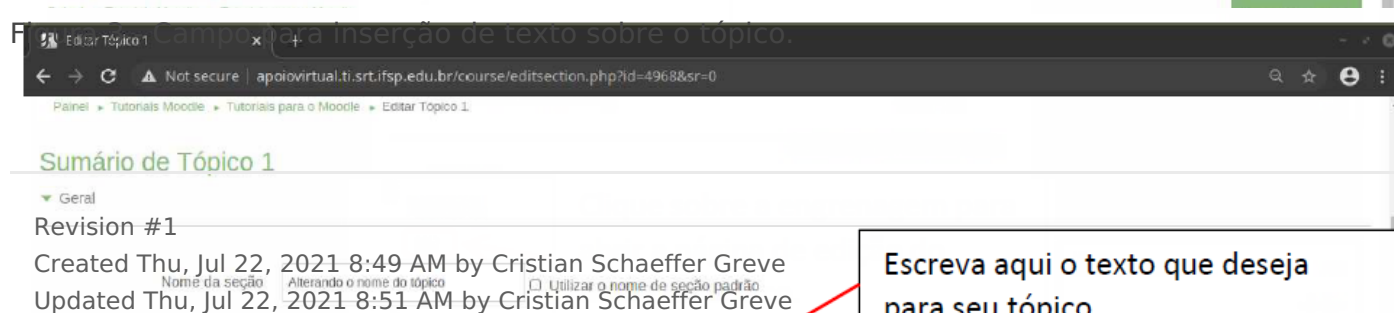 Campo para inserção de texto sobre o tópico.
Editar Tópico 1 x +
Not secure | apoiovirtual.ti.srt.ifsp.edu.br/course/editsection.php?id=4968&sr=0
Painel ▸ Tutoriais Moodle ▸ Tutoriais para o Moodle ▸ Editar Tópico 1
Sumário de Tópico 1
Geral
Revision #1
Created Thu, Jul 22, 2021 8:49 AM by Cristian Schaeffer Greve
Nome da seção Alterando o nome do tópico Utilizar o nome de seção padrão
Updated Thu, Jul 22, 2021 8:51 AM by Cristian Schaeffer Greve
Escreva aqui o texto que deseja
para seu tópico